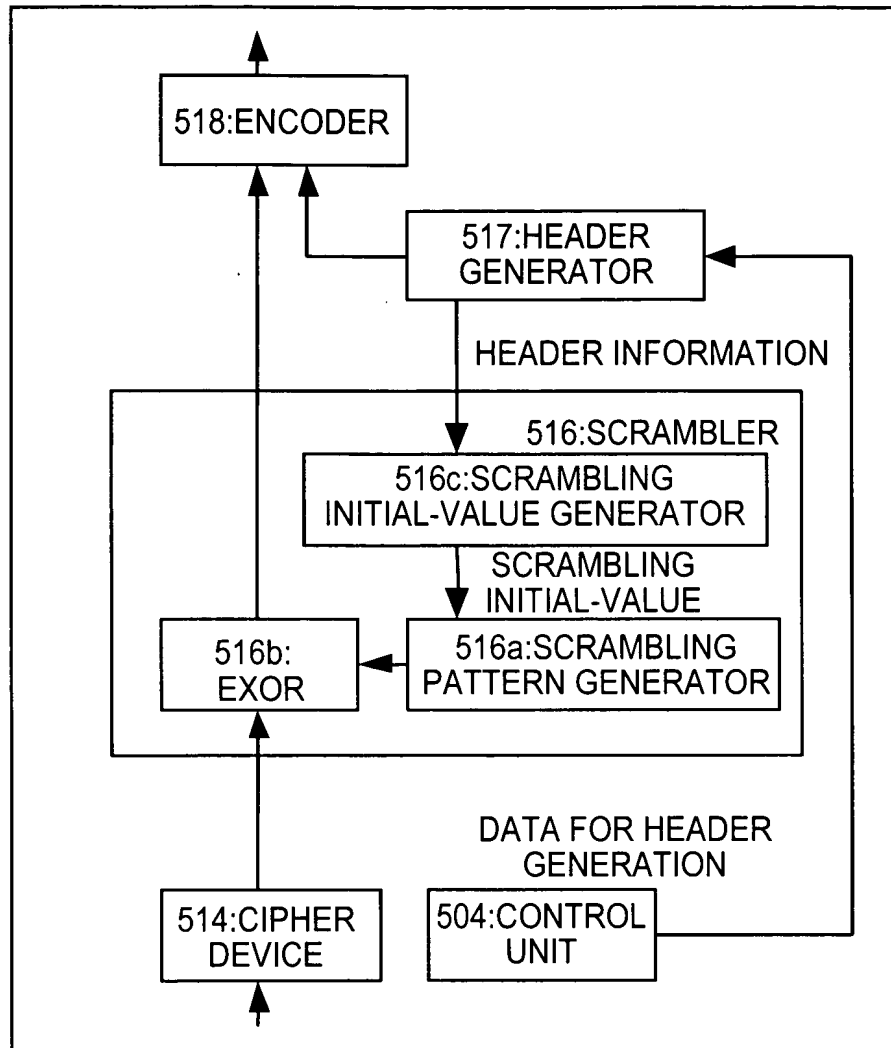 518:ENCODER
517:HEADER
GENERATOR
HEADER INFORMATION
516:SCRAMBLER
516c:SCRAMBLING
INITIAL-VALUE GENERATOR
SCRAMBLING
INITIAL-VALUE
516b:
EXOR
516a:SCRAMBLING
PATTERN GENERATOR
DATA FOR HEADER
GENERATION
514:CIPHER
DEVICE
504:CONTROL
UNIT